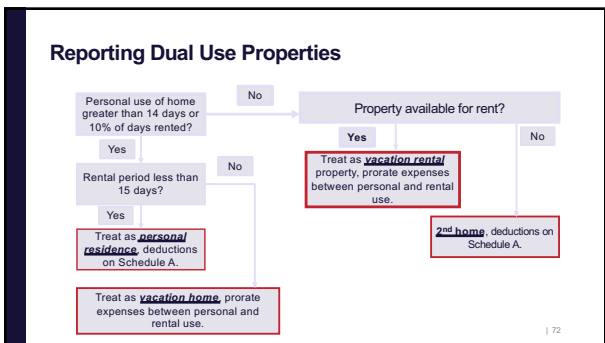 Reporting Dual Use Properties
Personal use of home
greater than 14 days or
10% of days rented?
No
Property available for rent?
Yes
No
Yes
Rental period less than
15 days?
No
Treat as vacation rental
property, prorate expenses
between personal and rental
use.
Yes
Treat as personal
residence, deductions
on Schedule A.
2nd home, deductions on
Schedule A.
Treat as vacation home, prorate
expenses between personal and
rental use.
| 72